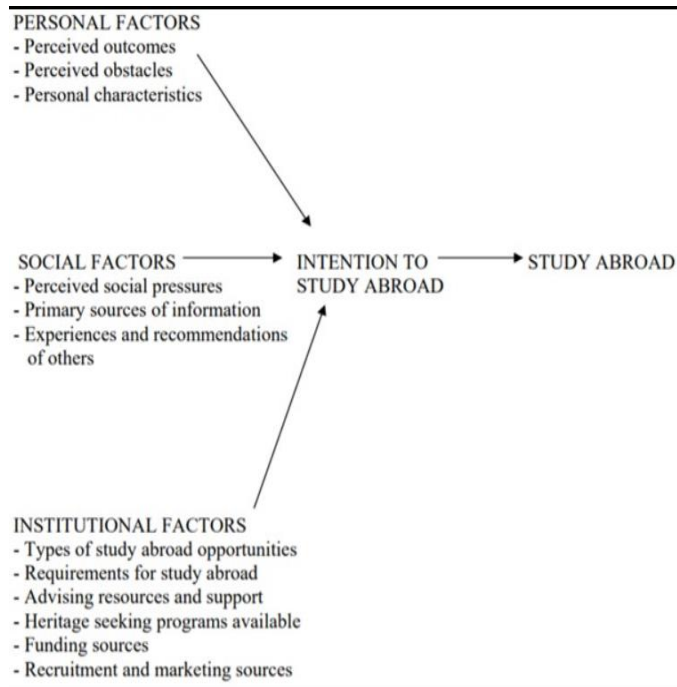 PERSONAL FACTORS
- Perceived outcomes
- Perceived obstacles
- Personal characteristics
SOCIAL FACTORS
- Perceived social pressures
- Primary sources of information
- Experiences and recommendations
of others
INTENTION TO
STUDY ABROAD
STUDY ABROAD
INSTITUTIONAL FACTORS
- Types of study abroad opportunities
- Requirements for study abroad
- Advising resources and support
- Heritage seeking programs available
- Funding sources
- Recruitment and marketing sources